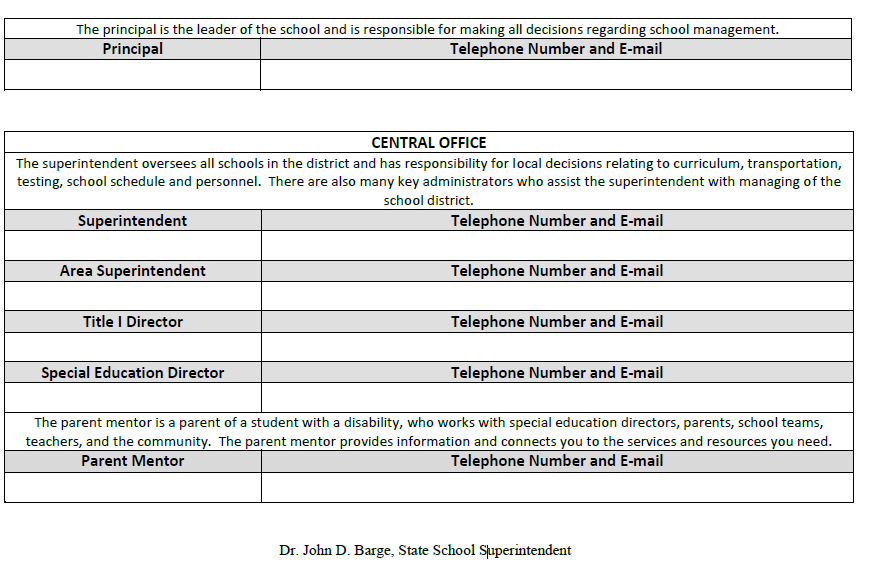 The principal is the leader of the school and is responsible for making all decisions regarding school management.
Principal Telephone Number and E-mail
CENTRAL OFFICE
The superintendent oversees all schools in the district and has responsibility for local decisions relating to curriculum, transportation,
testing, school schedule and personnel. There are also many key administrators who assist the superintendent with managing of the
school district.
Superintendent Telephone Number and E-mail
Area Superintendent Telephone Number and E-mail
Title I Director Telephone Number and E-mail
Special Education Director Telephone Number and E-mail
The parent mentor is a parent of a student with a disability, who works with special education directors, parents, school teams,
teachers, and the community. The parent mentor provides information and connects you to the services and resources you need.
Parent Mentor Telephone Number and E-mail
Dr. John D. Barge, State School Superintendent